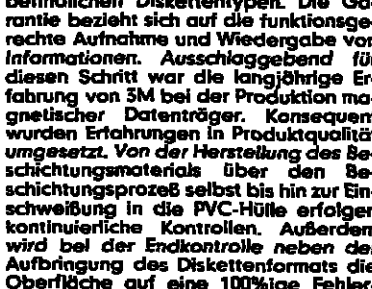 befindlichen Diskettentypen. Die Ga-
rantie bezieht sich auf die funktionsge-
rechte Aufnahme und Wiedergabe von
Informationen. Ausschlaggebend für
diesen Schritt war die langjährige Er-
fahrung von 3M bei der Produktion ma-
gnetischer Datenträger. Konsequent
wurden Erfahrungen in Produktqualität
umgesetzt. Von der Herstellung des Be-
schichtungsmaterials über den Be-
schichtungsprozeß selbst bis hin zur Ein-
schweißung in die PVC-Hülle erfolgen
kontinuierliche Kontrollen. Außerdem
wird bei der Endkontrolle neben der
Aufbringung des Diskettenformats die
Oberfläche auf eine 100%ige Fehler-